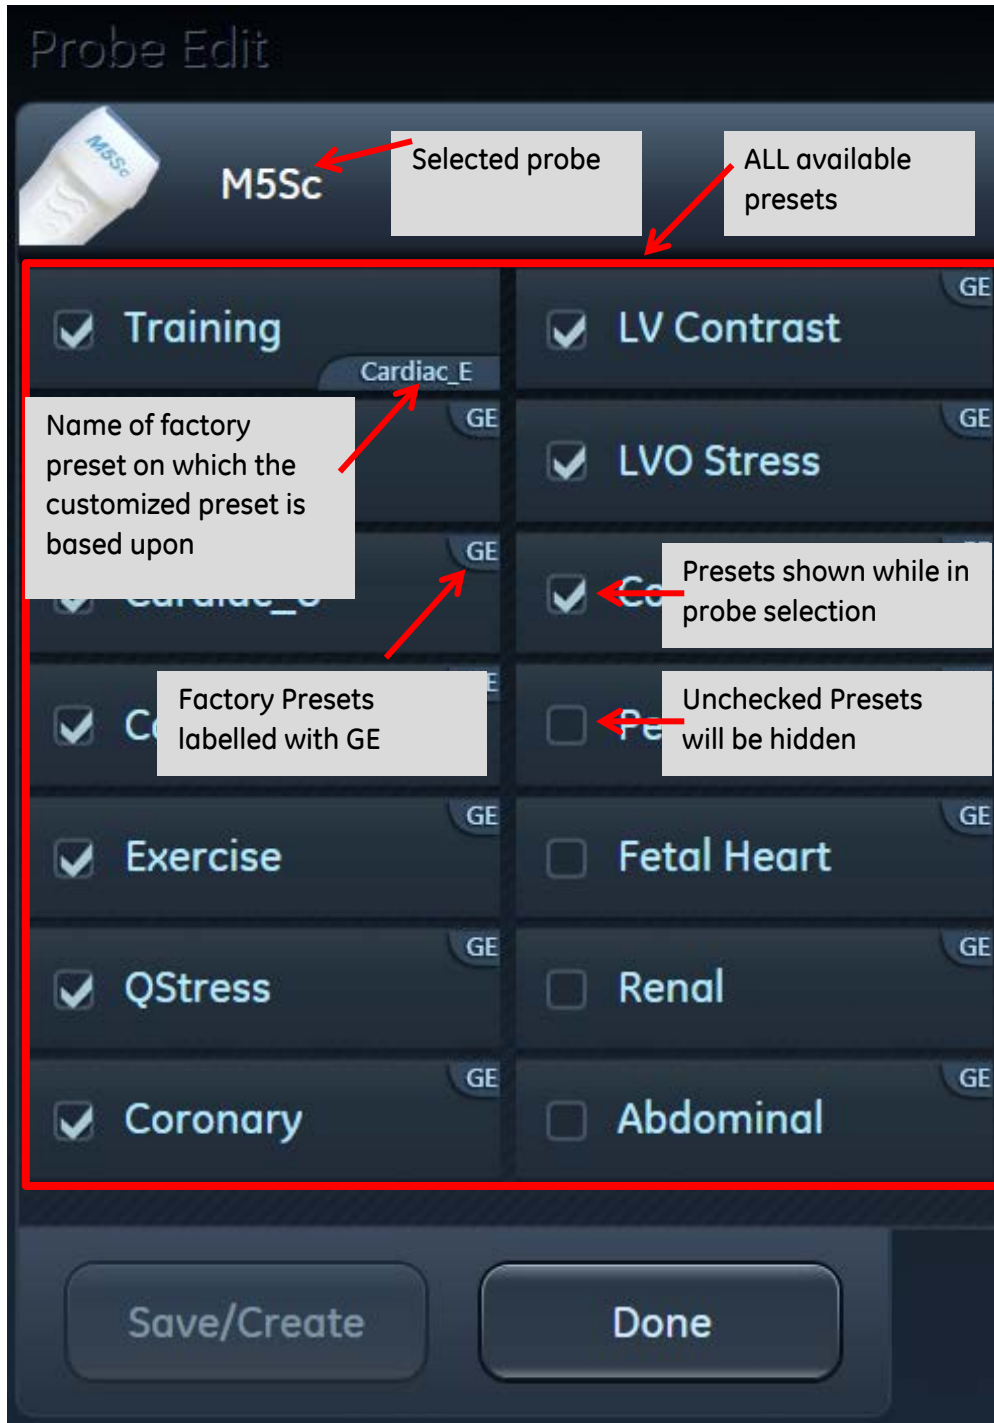 Probe Edit
M5Sc
M5Sc
Selected probe
ALL available
presets
Training
Cardiac_E
LV Contrast
GE
Name of factory
preset on which the
customized preset is
based upon
GE
LVO Stress
GE
GE
Presets shown while in
probe selection
Factory Presets
labelled with GE
Unchecked Presets
will be hidden
Exercise
GE
Fetal Heart
GE
QStress
GE
Renal
GE
Coronary
GE
Abdominal
GE
Save/Create
Done